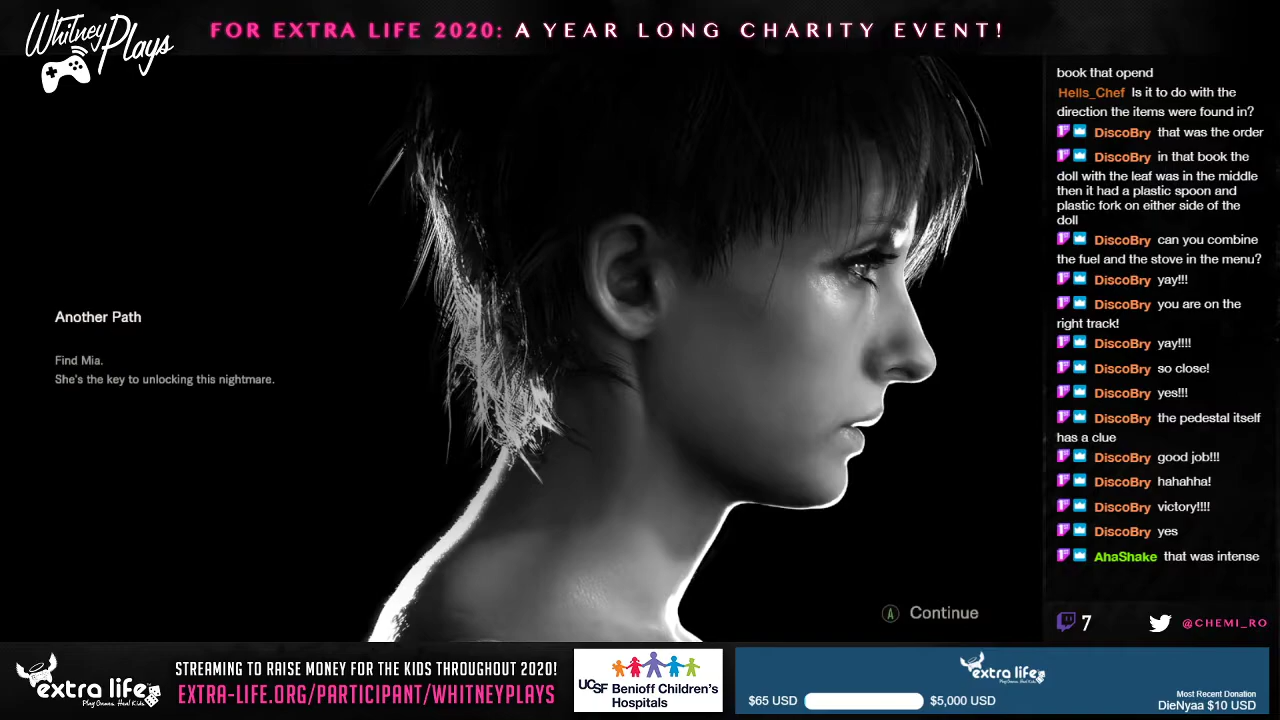 Whitney Plays
FOR EXTRA LIFE 2020: A YEAR LONG CHARITY EVENT!
Another Path
Find Mia.
She's the key to unlocking this nightmare.
A Continue
book that opend
Hells_Chef Is it to do with the
direction the items were found in?
DiscoBry that was the order
DiscoBry in that book the
doll with the leaf was in the middle
then it had a plastic spoon and
plastic fork on either side of the
doll
DiscoBry can you combine
the fuel and the stove in the menu?
DiscoBry yay!!!
DiscoBry you are on the
right track!
DiscoBry yay!!!!
DiscoBry so close!
DiscoBry yes!!!
DiscoBry the pedestal itself
has a clue
DiscoBry good job!!!
DiscoBry hahahha!
DiscoBry victory!!!!
DiscoBry yes
AhaShake that was intense
7 @CHEMI_RO
extra life
Play Games. Heal Kids.
STREAMING TO RAISE MONEY FOR THE KIDS THROUGHOUT 2020!
EXTRA-LIFE.ORG/PARTICIPANT/WHITNEYPLAYS
UCSF Benioff Children's
Hospitals
extra life
Play Games. Heal Kids.
$65 USD $5,000 USD
Most Recent Donation
DieNyaa $10 USD